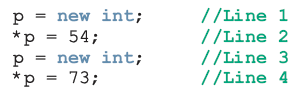 p = new int; //Line 1
*p = 54; //Line 2
p = new int; //Line 3
*p = 73; //Line 4